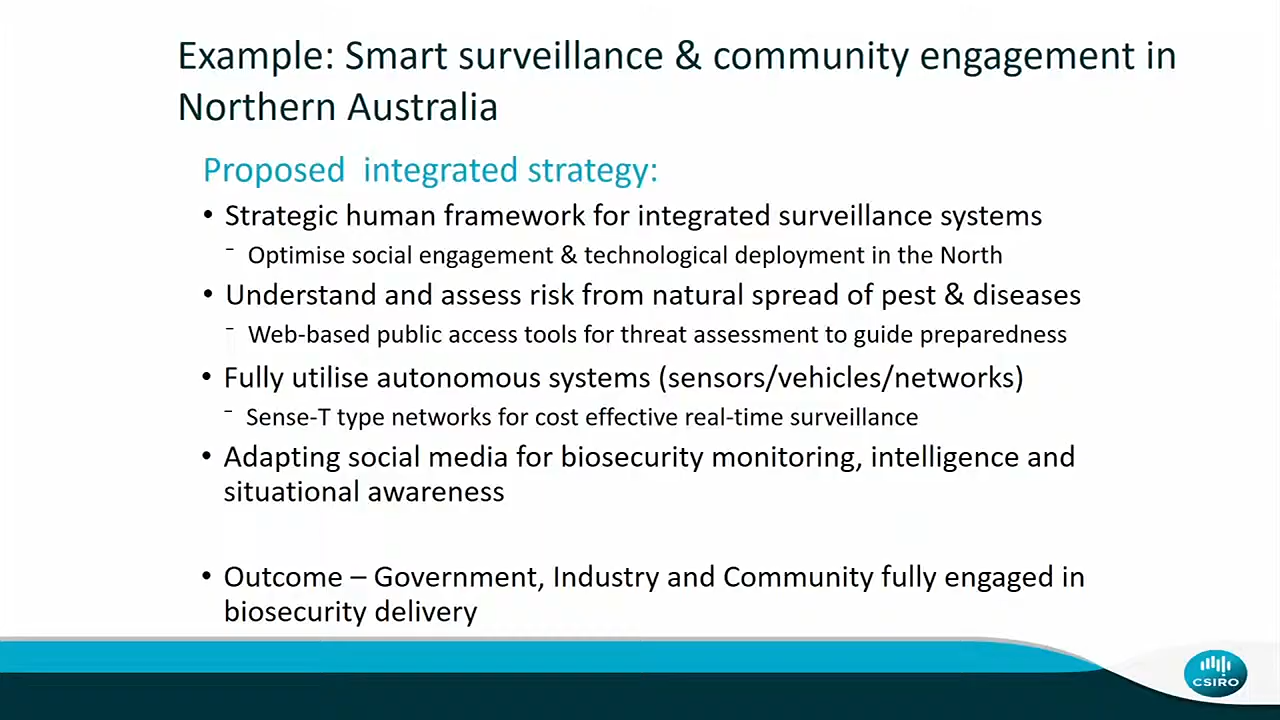 Example: Smart surveillance & community engagement in
Northern Australia
Proposed integrated strategy:
• Strategic human framework for integrated surveillance systems
⁻ Optimise social engagement & technological deployment in the North
• Understand and assess risk from natural spread of pest & diseases
⁻ Web-based public access tools for threat assessment to guide preparedness
• Fully utilise autonomous systems (sensors/vehicles/networks)
⁻ Sense-T type networks for cost effective real-time surveillance
• Adapting social media for biosecurity monitoring, intelligence and
situational awareness
• Outcome – Government, Industry and Community fully engaged in
biosecurity delivery
CSIRO